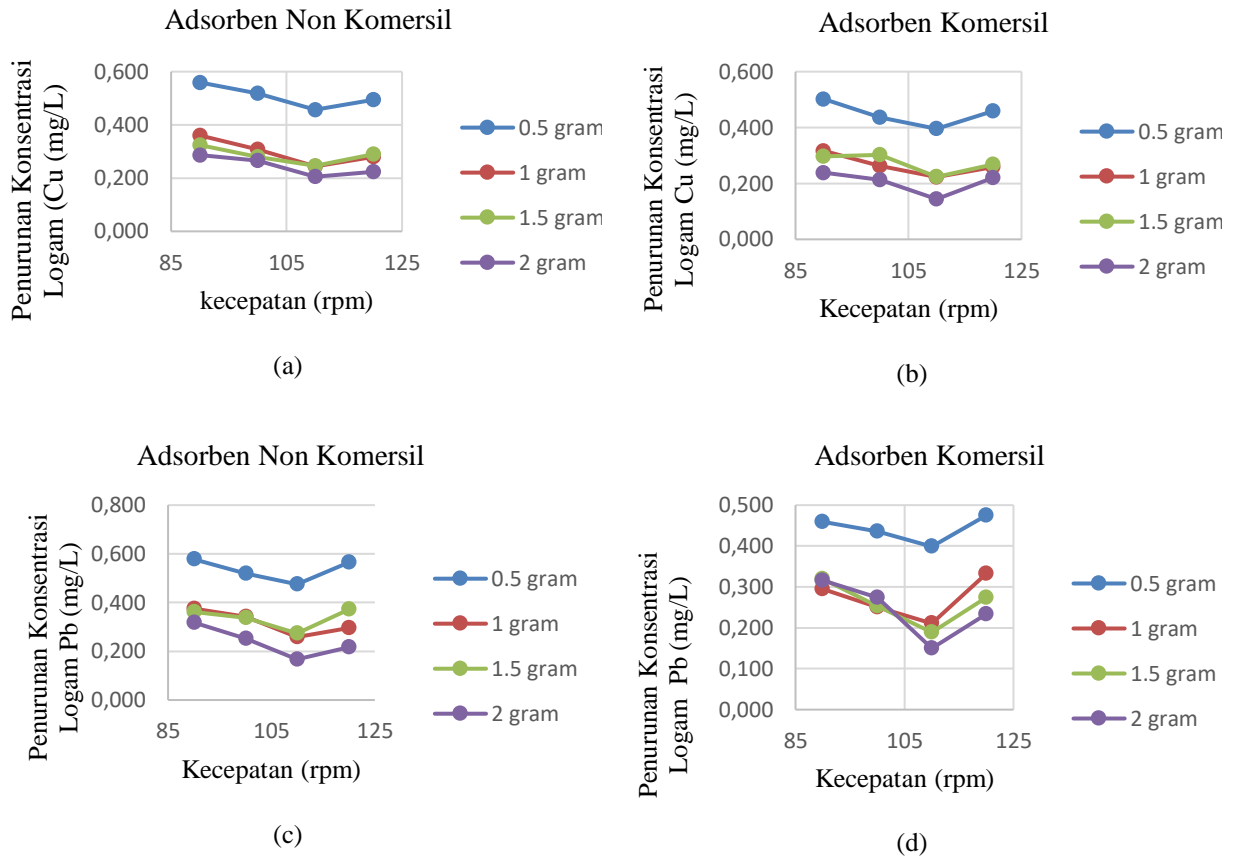 Adsorben Non Komersil
Penurunan Konsentrasi
Logam (Cu (mg/L)
0,600
0,400
0,200
0,000
85
105
125
kecepatan (rpm)
0.5 gram
1 gram
1.5 gram
2 gram
(a)
Adsorben Komersil
Penurunan Konsentrasi
Logam Cu (mg/L)
0,600
0,400
0,200
0,000
85
105
125
Kecepatan (rpm)
0.5 gram
1 gram
1.5 gram
2 gram
(b)
Adsorben Non Komersil
Penurunan Konsentrasi
Logam Pb (mg/L)
0,800
0,600
0,400
0,200
0,000
85
105
125
Kecepatan (rpm)
0.5 gram
1 gram
1.5 gram
2 gram
(c)
Adsorben Komersil
Penurunan Konsentrasi
Logam Pb (mg/L)
0,500
0,400
0,300
0,200
0,100
0,000
85
105
125
Kecepatan (rpm)
0.5 gram
1 gram
1.5 gram
2 gram
(d)